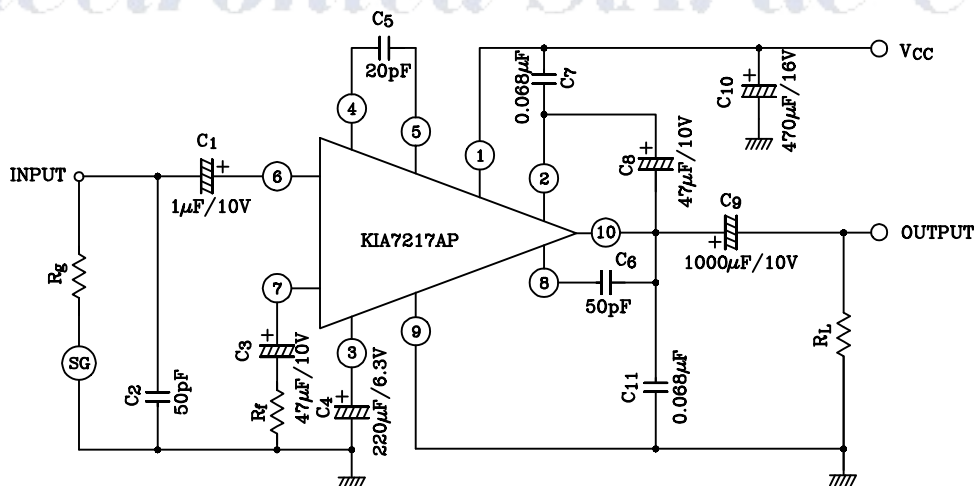 C5
20pF
4
5
1
C7
0.068μF
C10
470μF/16V
VCC
INPUT
C1
1μF/10V
6
2
C8
47μF/10V
KIA7217AP
10
C9
1000μF/10V
OUTPUT
Rg
SG
C2
50pF
7
C3
47μF/10V
Rf
3
C4
220μF/6.3V
9
8
C6
50pF
C11
0.068μF
RL